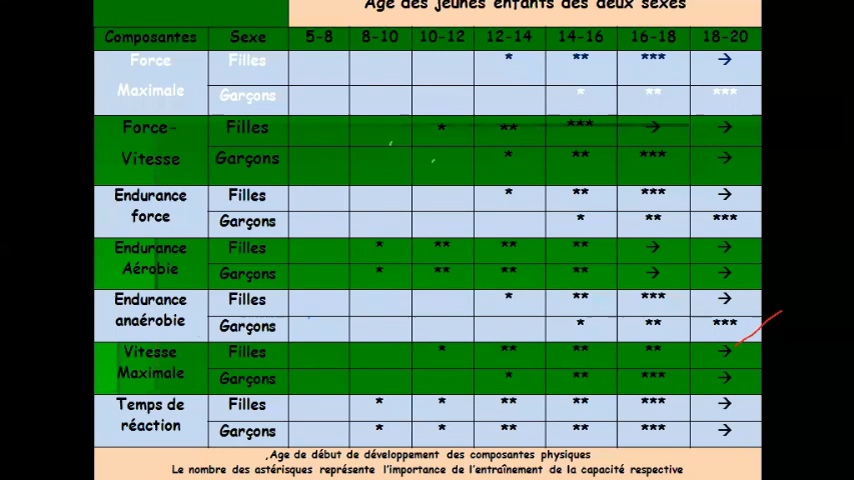 Age des jeunes enfants des deux sexes
Composantes Sexe 5-8 8-10 10-12 12-14 14-16 16-18 18-20
Force Maximale Filles * ** *** →
Garçons * ** ***
Force-Vitesse Filles * ** *** → →
Garçons * ** *** →
Endurance force Filles * ** *** →
Garçons * ** ***
Endurance Aérobie Filles * ** ** ** → →
Garçons * ** ** ** → →
Endurance anaérobie Filles * ** *** →
Garçons * ** ***
Vitesse Maximale Filles * ** ** ** →
Garçons * ** *** →
Temps de réaction Filles * * ** ** *** →
Garçons * * ** ** *** →
,Age de début de développement des composantes physiques
Le nombre des astérisques représente l'importance de l'entraînement de la capacité respective